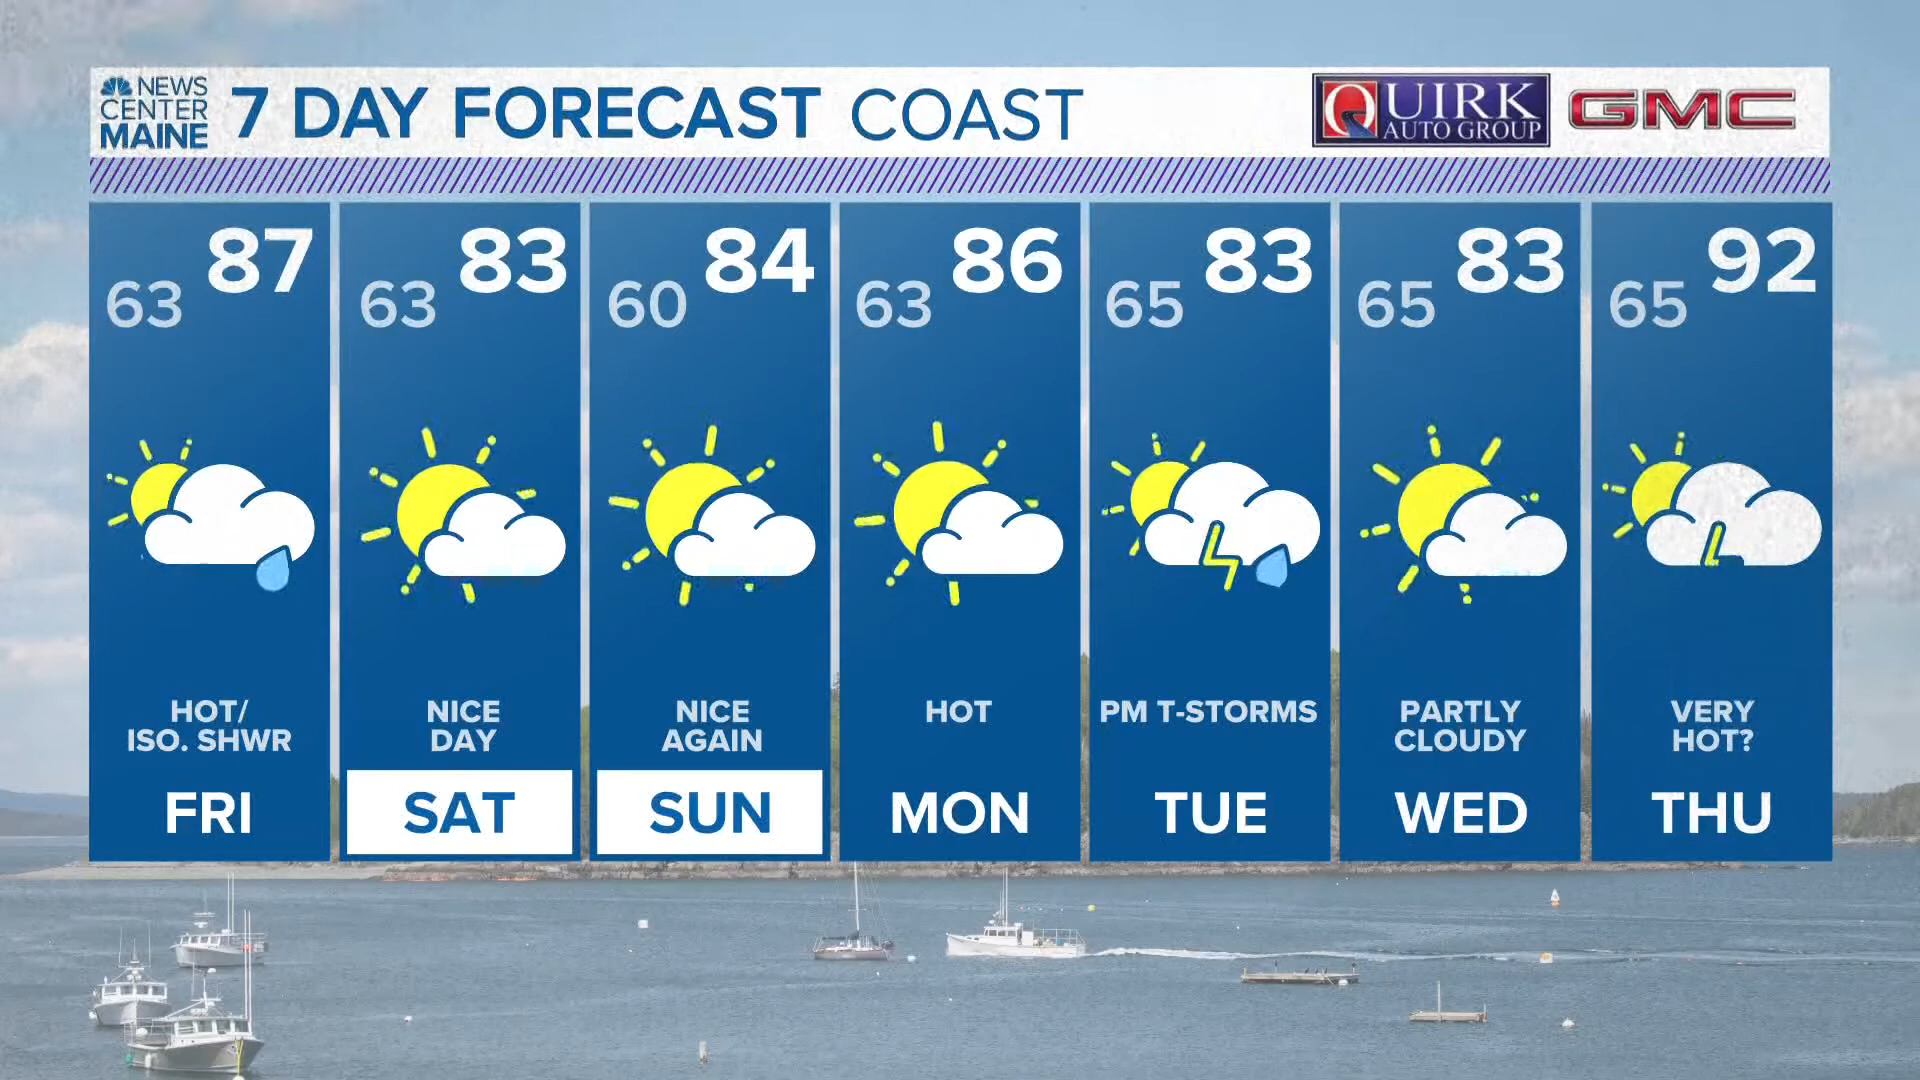 NEWS
CENTER
MAINE
7 DAY FORECAST COAST
QUIRK
AUTO GROUP
GMC
63 87
63 83
60 84
63 86
65 83
65 83
65 92
HOT/
ISO. SHWR
NICE
DAY
NICE
AGAIN
HOT
PM T-STORMS
PARTLY
CLOUDY
VERY
HOT?
FRI
SAT
SUN
MON
TUE
WED
THU